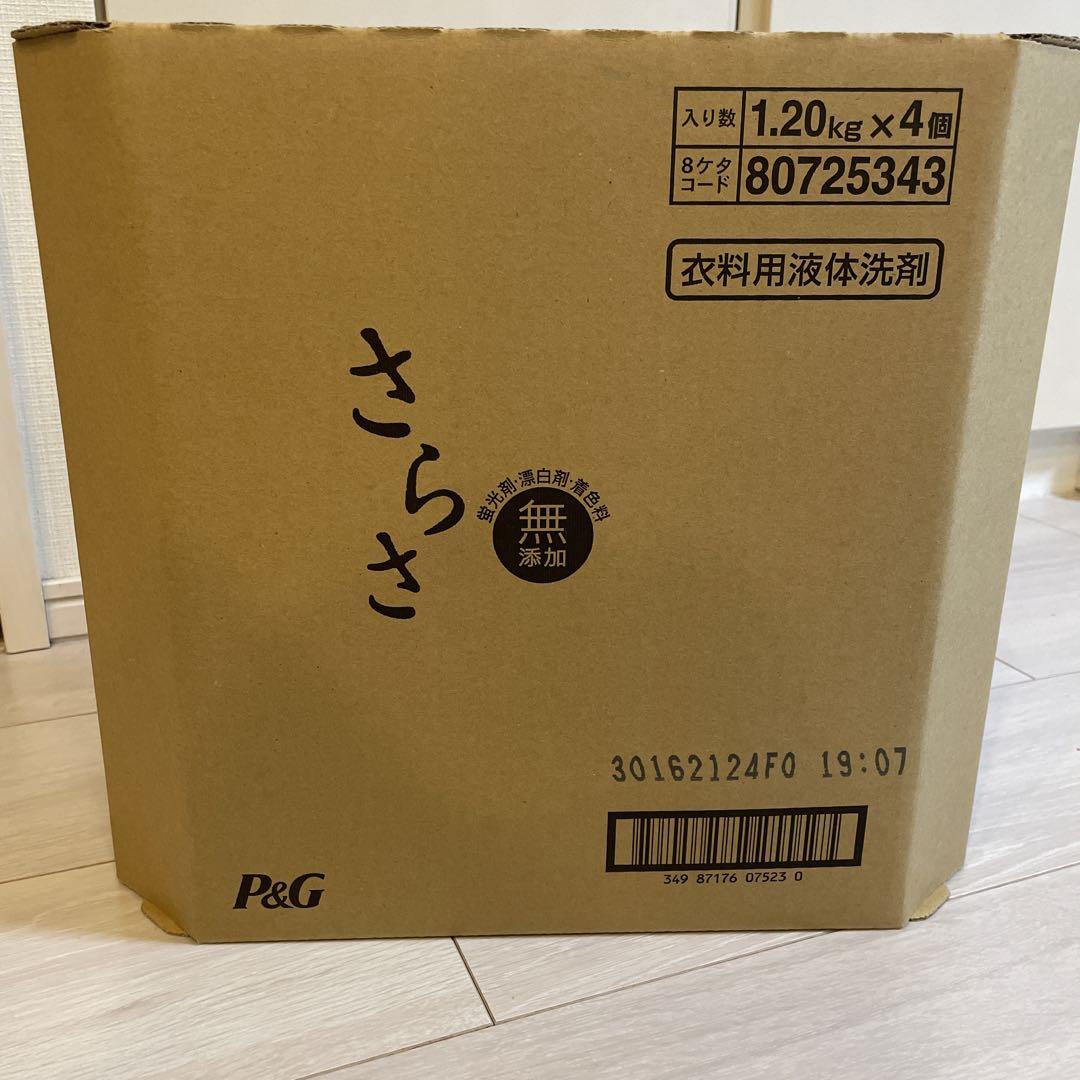 入り数 1.20kg×4個
8ケタコード 80725343
衣料用液体洗剤
さらさ
蛍光剤・漂白剤・着色料
無
添加
30162124F0 19:07
349 87176 07523 0
P&G